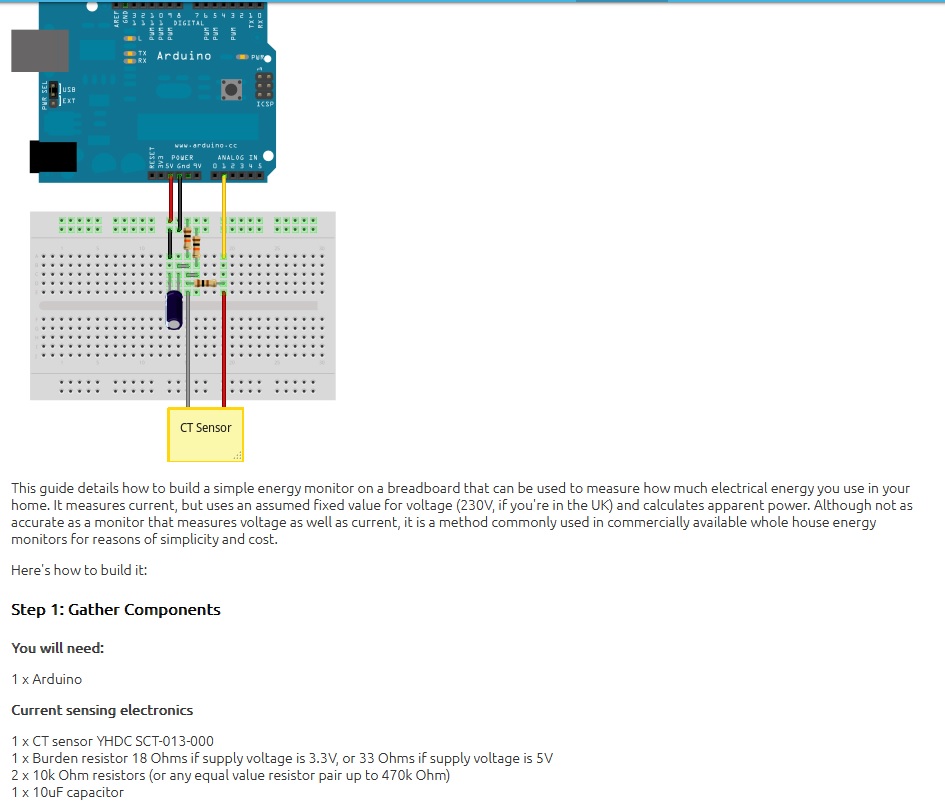 AREF
GND
13 12 11 10 9 8 7 6 5 4 3 2 1 0
PWM PWM PWM PWM PWM PWM
TX RX
DIGITAL
L
TX
RX
Arduino
PWR
PWR SEL
USB
EXT
ICSP
www.arduino.cc
RESET
3V3
POWER
ANALOG IN
5V Gnd 9V 0 1 2 3 4 5
CT Sensor
This guide details how to build a simple energy monitor on a breadboard that can be used to measure how much electrical energy you use in your
home. It measures current, but uses an assumed fixed value for voltage (230V, if you're in the UK) and calculates apparent power. Although not as
accurate as a monitor that measures voltage as well as current, it is a method commonly used in commercially available whole house energy
monitors for reasons of simplicity and cost.
Here's how to build it:
Step 1: Gather Components
You will need:
1 x Arduino
Current sensing electronics
1 x CT sensor YHDC SCT-013-000
1 x Burden resistor 18 Ohms if supply voltage is 3.3V, or 33 Ohms if supply voltage is 5V
2 x 10k Ohm resistors (or any equal value resistor pair up to 470k Ohm)
1 x 10uF capacitor